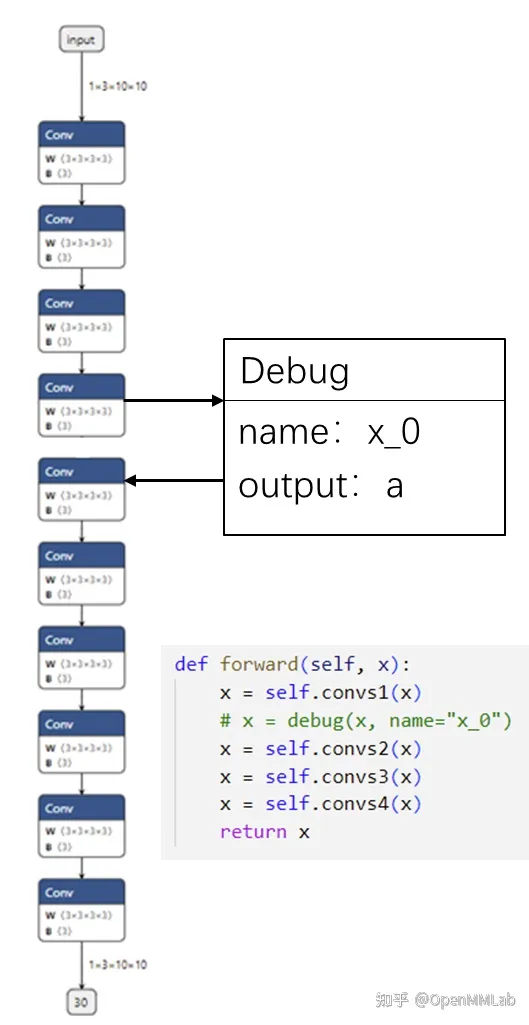 input
1×3×10×10
Conv
W ⟨3×3×3×3⟩
B ⟨3⟩
Conv
W ⟨3×3×3×3⟩
B ⟨3⟩
Conv
W ⟨3×3×3×3⟩
B ⟨3⟩
Conv
W ⟨3×3×3×3⟩
B ⟨3⟩
Debug
name：x_0
output：a
Conv
W ⟨3×3×3×3⟩
B ⟨3⟩
Conv
W ⟨3×3×3×3⟩
B ⟨3⟩
Conv
W ⟨3×3×3×3⟩
B ⟨3⟩
Conv
W ⟨3×3×3×3⟩
B ⟨3⟩
Conv
W ⟨3×3×3×3⟩
B ⟨3⟩
Conv
W ⟨3×3×3×3⟩
B ⟨3⟩
1×3×10×10
30
def forward(self, x):
x = self.convs1(x)
# x = debug(x, name="x_0")
x = self.convs2(x)
x = self.convs3(x)
x = self.convs4(x)
return x
知乎 @OpenMMLab